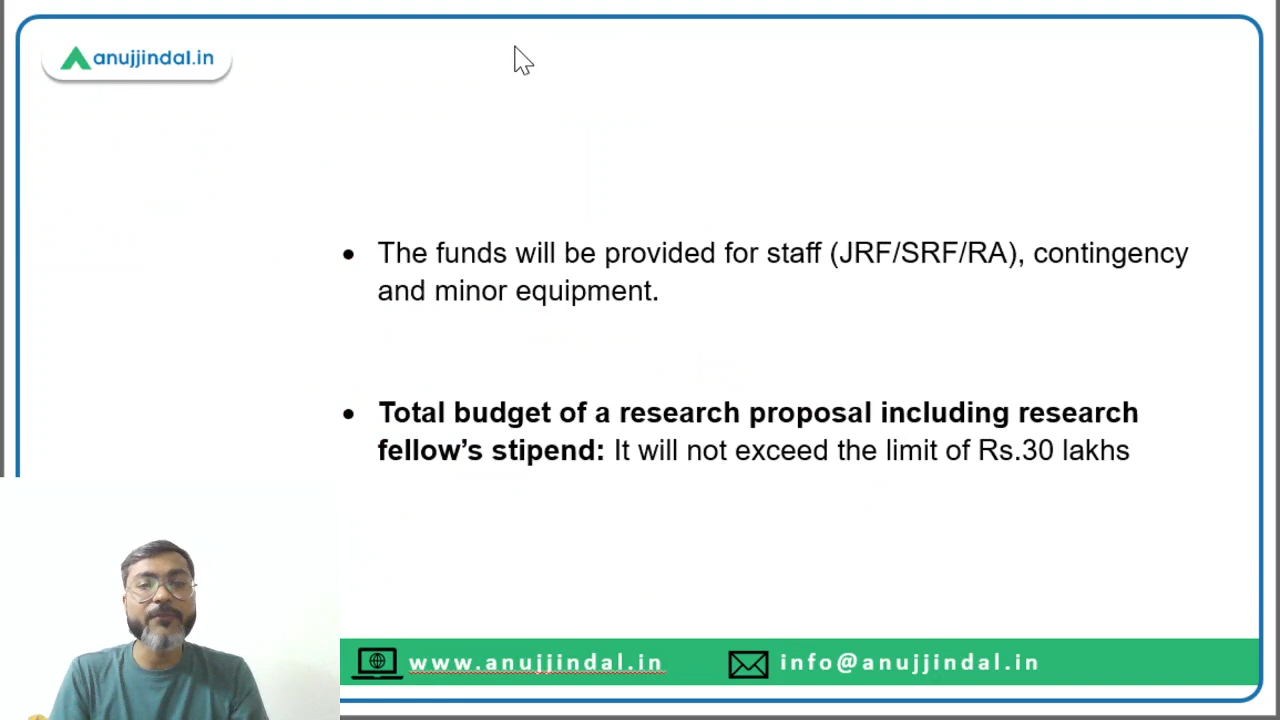 anujjindal.in
• The funds will be provided for staff (JRF/SRF/RA), contingency
and minor equipment.
• Total budget of a research proposal including research
fellow’s stipend: It will not exceed the limit of Rs.30 lakhs
www.anujjindal.in info@anujjindal.in